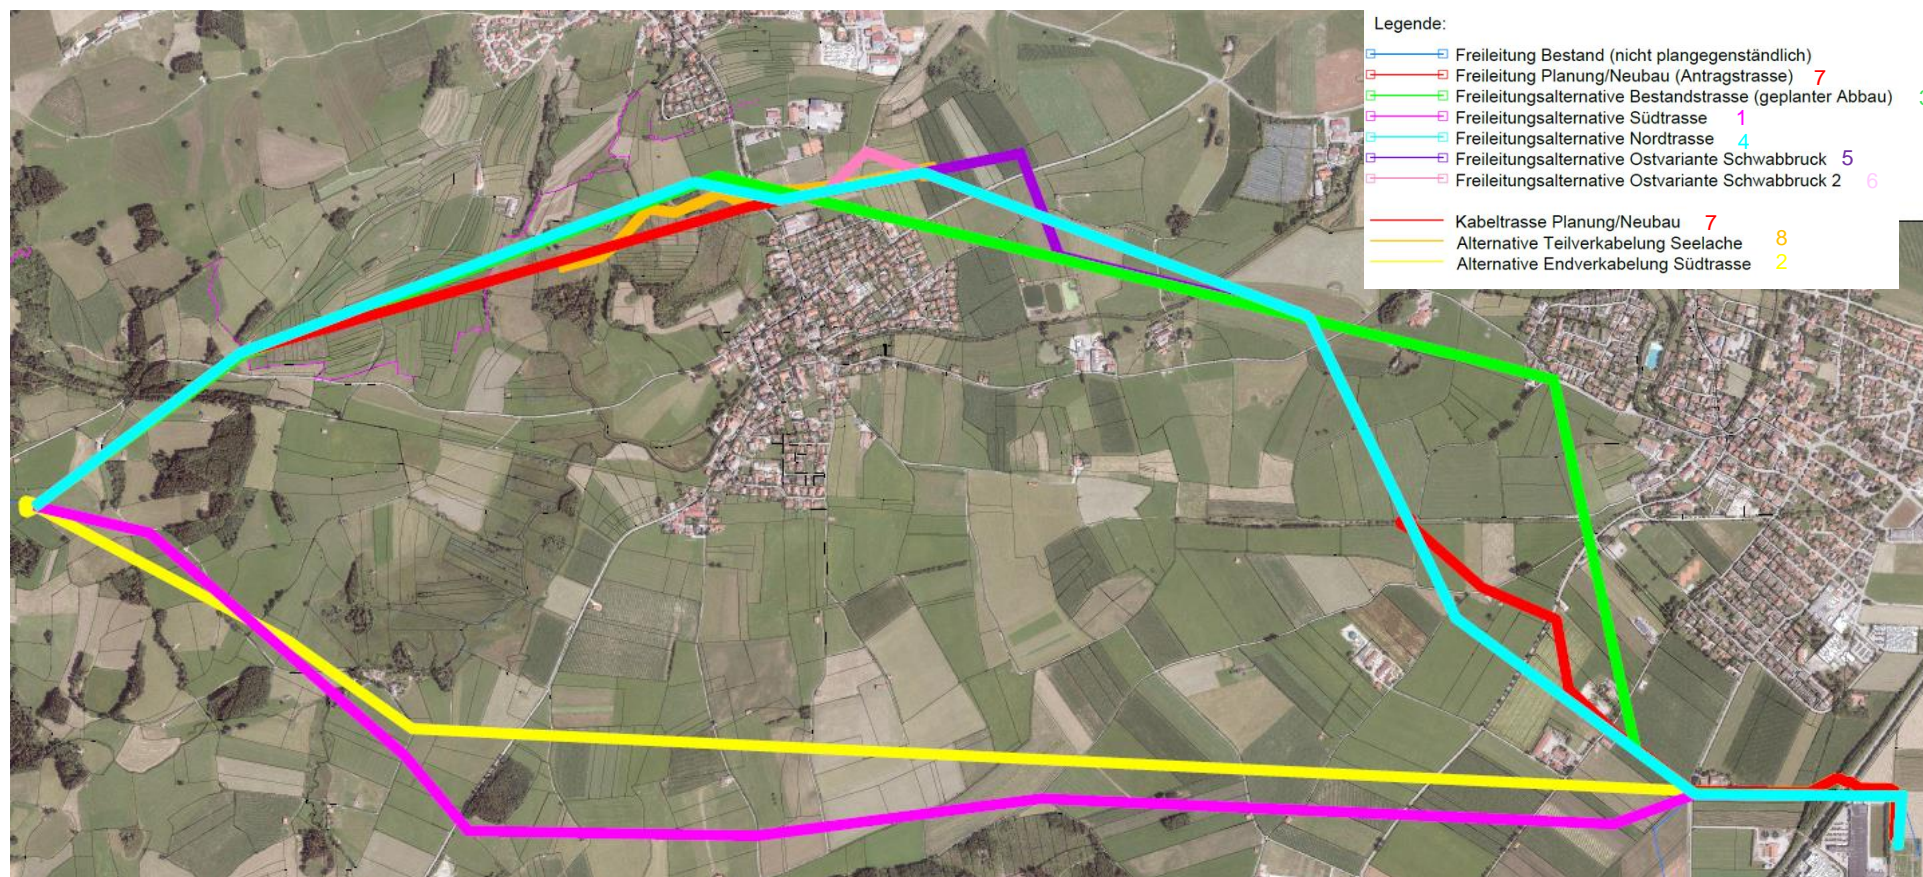 Legende:
Freileitung Bestand (nicht plangegenständlich)
Freileitung Planung/Neubau (Antragstrasse) 7
Freileitungsalternative Bestandstrasse (geplanter Abbau) 3
Freileitungsalternative Südtrasse 1
Freileitungsalternative Nordtrasse 4
Freileitungsalternative Ostvariante Schwabbruck 5
Freileitungsalternative Ostvariante Schwabbruck 2 6
Kabeltrasse Planung/Neubau 7
Alternative Teilverkabelung Seelache 8
Alternative Endverkabelung Südtrasse 2